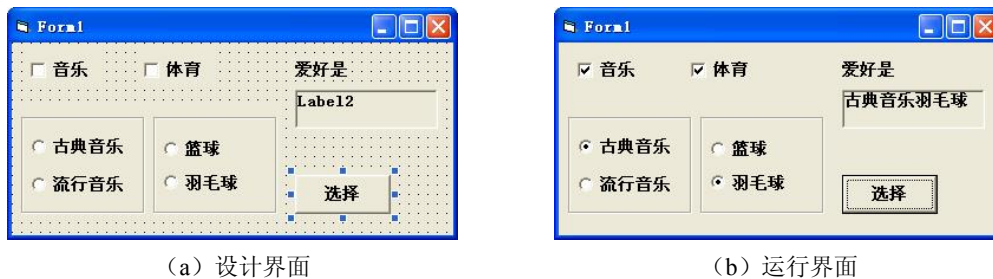 Form1
音乐 体育 爱好是
Label2
古典音乐 篮球
流行音乐 羽毛球 选择
(a)设计界面
Form1
音乐 体育 爱好是
古典音乐羽毛球
古典音乐 篮球
流行音乐 羽毛球 选择
(b)运行界面